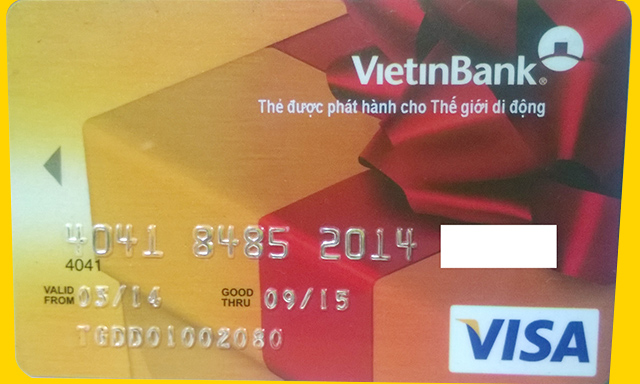 VietinBank®
Thẻ được phát hành cho Thế giới di động
4041 8485 2014
4041
VALID FROM 03/14 GOOD THRU 09/15
TGDD01002080
VISA